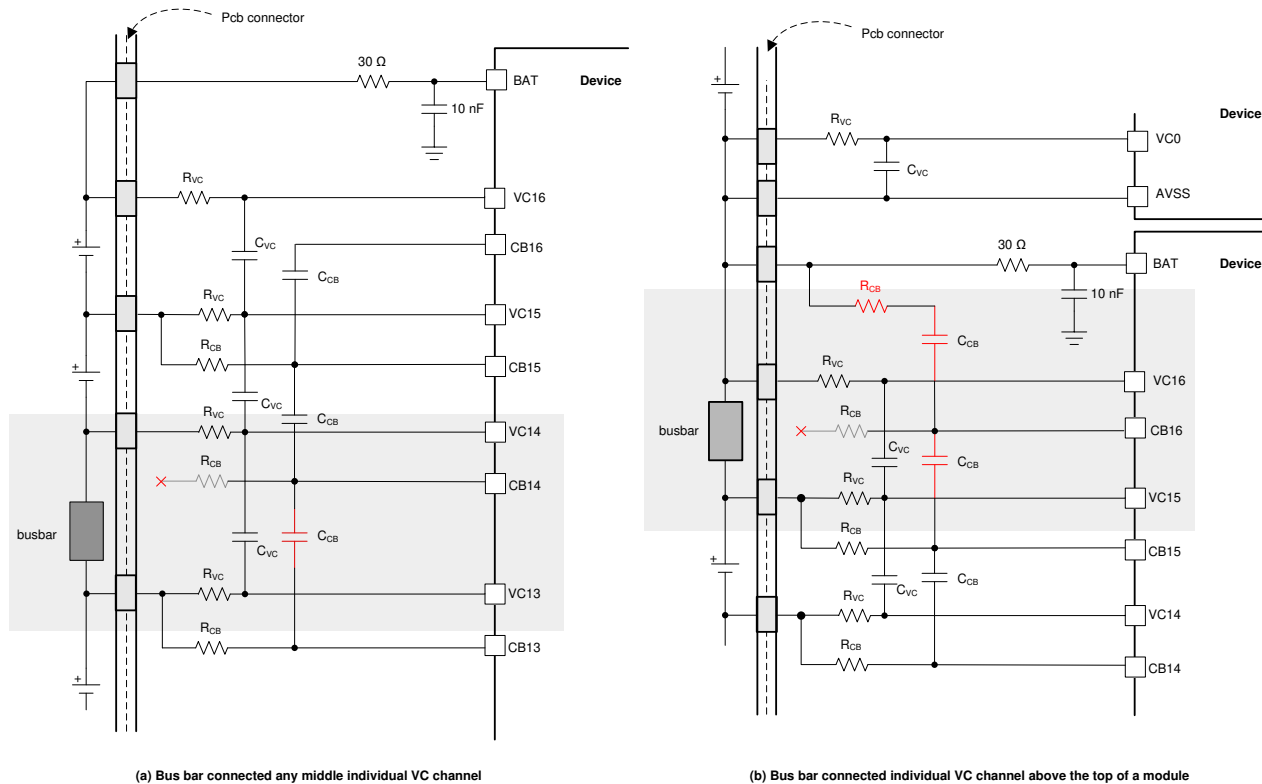 Pcb connector
30 Ω
BAT
Device
10 nF
RVC
VC16
CVC
CB16
CCB
RVC
VC15
RCB
CB15
CVC
RVC
CCB
VC14
RCB
CB14
busbar
CVC
CCB
RVC
VC13
RCB
CB13
(a) Bus bar connected any middle individual VC channel
Pcb connector
Device
RVC
VC0
CVC
AVSS
30 Ω
BAT
Device
RCB
10 nF
CCB
RVC
VC16
RCB
CB16
busbar
CVC
CCB
RVC
VC15
RCB
CB15
CVC
CCB
RVC
VC14
RCB
CB14
(b) Bus bar connected individual VC channel above the top of a module
+
+
+
+
+
+
+